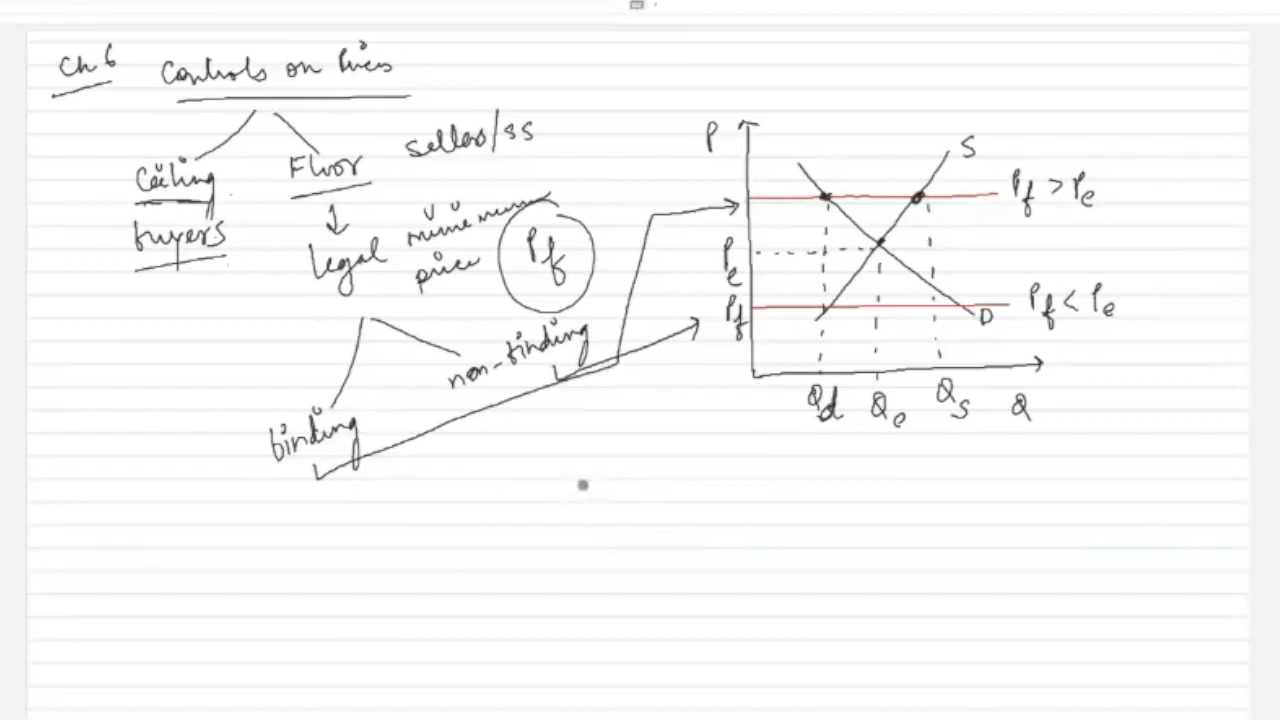 Ch 6 Controls on Prices
Ceiling
buyers
Floor
sellers/ss
legal minimum
price
Pf
binding
non-binding
P
S
Pf > Pe
Pe
Pf
Pf < Pe
D
Qd Qe Qs Q